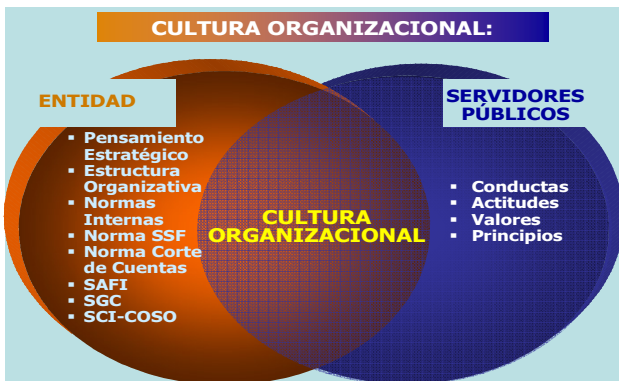 CULTURA ORGANIZACIONAL:
ENTIDAD
▪ Pensamiento
Estratégico
▪ Estructura
Organizativa
▪ Normas
Internas
▪ Norma SSF
▪ Norma Corte
de Cuentas
▪ SAFI
▪ SGC
▪ SCI-COSO
CULTURA
ORGANIZACIONAL
SERVIDORES
PÚBLICOS
▪ Conductas
▪ Actitudes
▪ Valores
▪ Principios